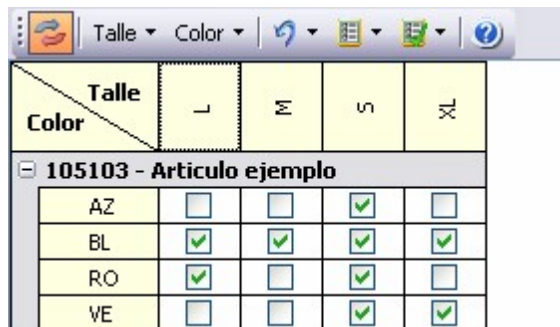 Talle Color
Talle
Color
L M S XL
105103 - Articulo ejemplo
AZ
BL
RO
VE